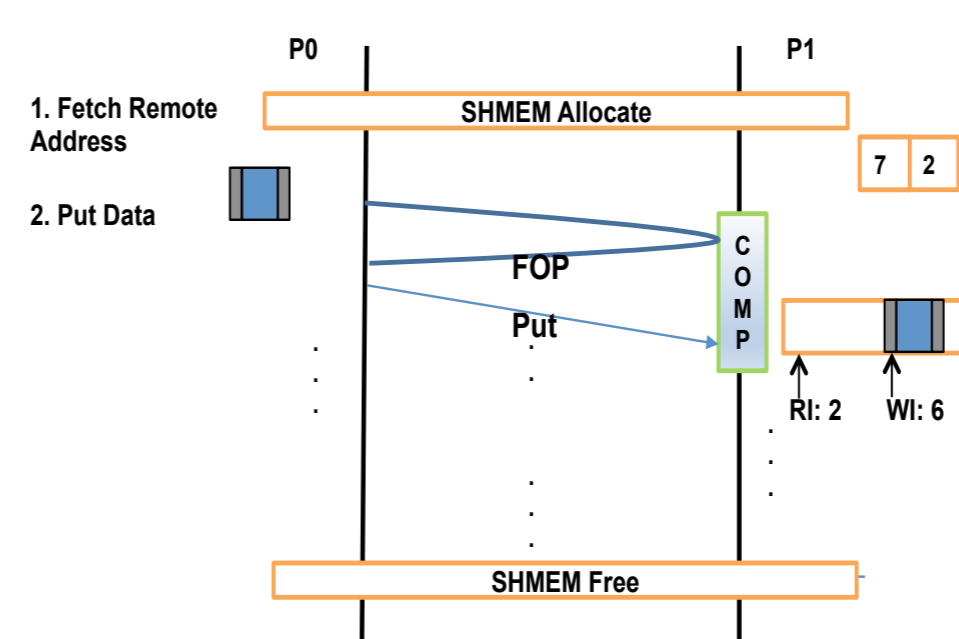 P0
P1
1. Fetch Remote
Address
SHMEM Allocate
7 2
2. Put Data
C
O
M
P
FOP
Put
RI: 2
WI: 6
SHMEM Free